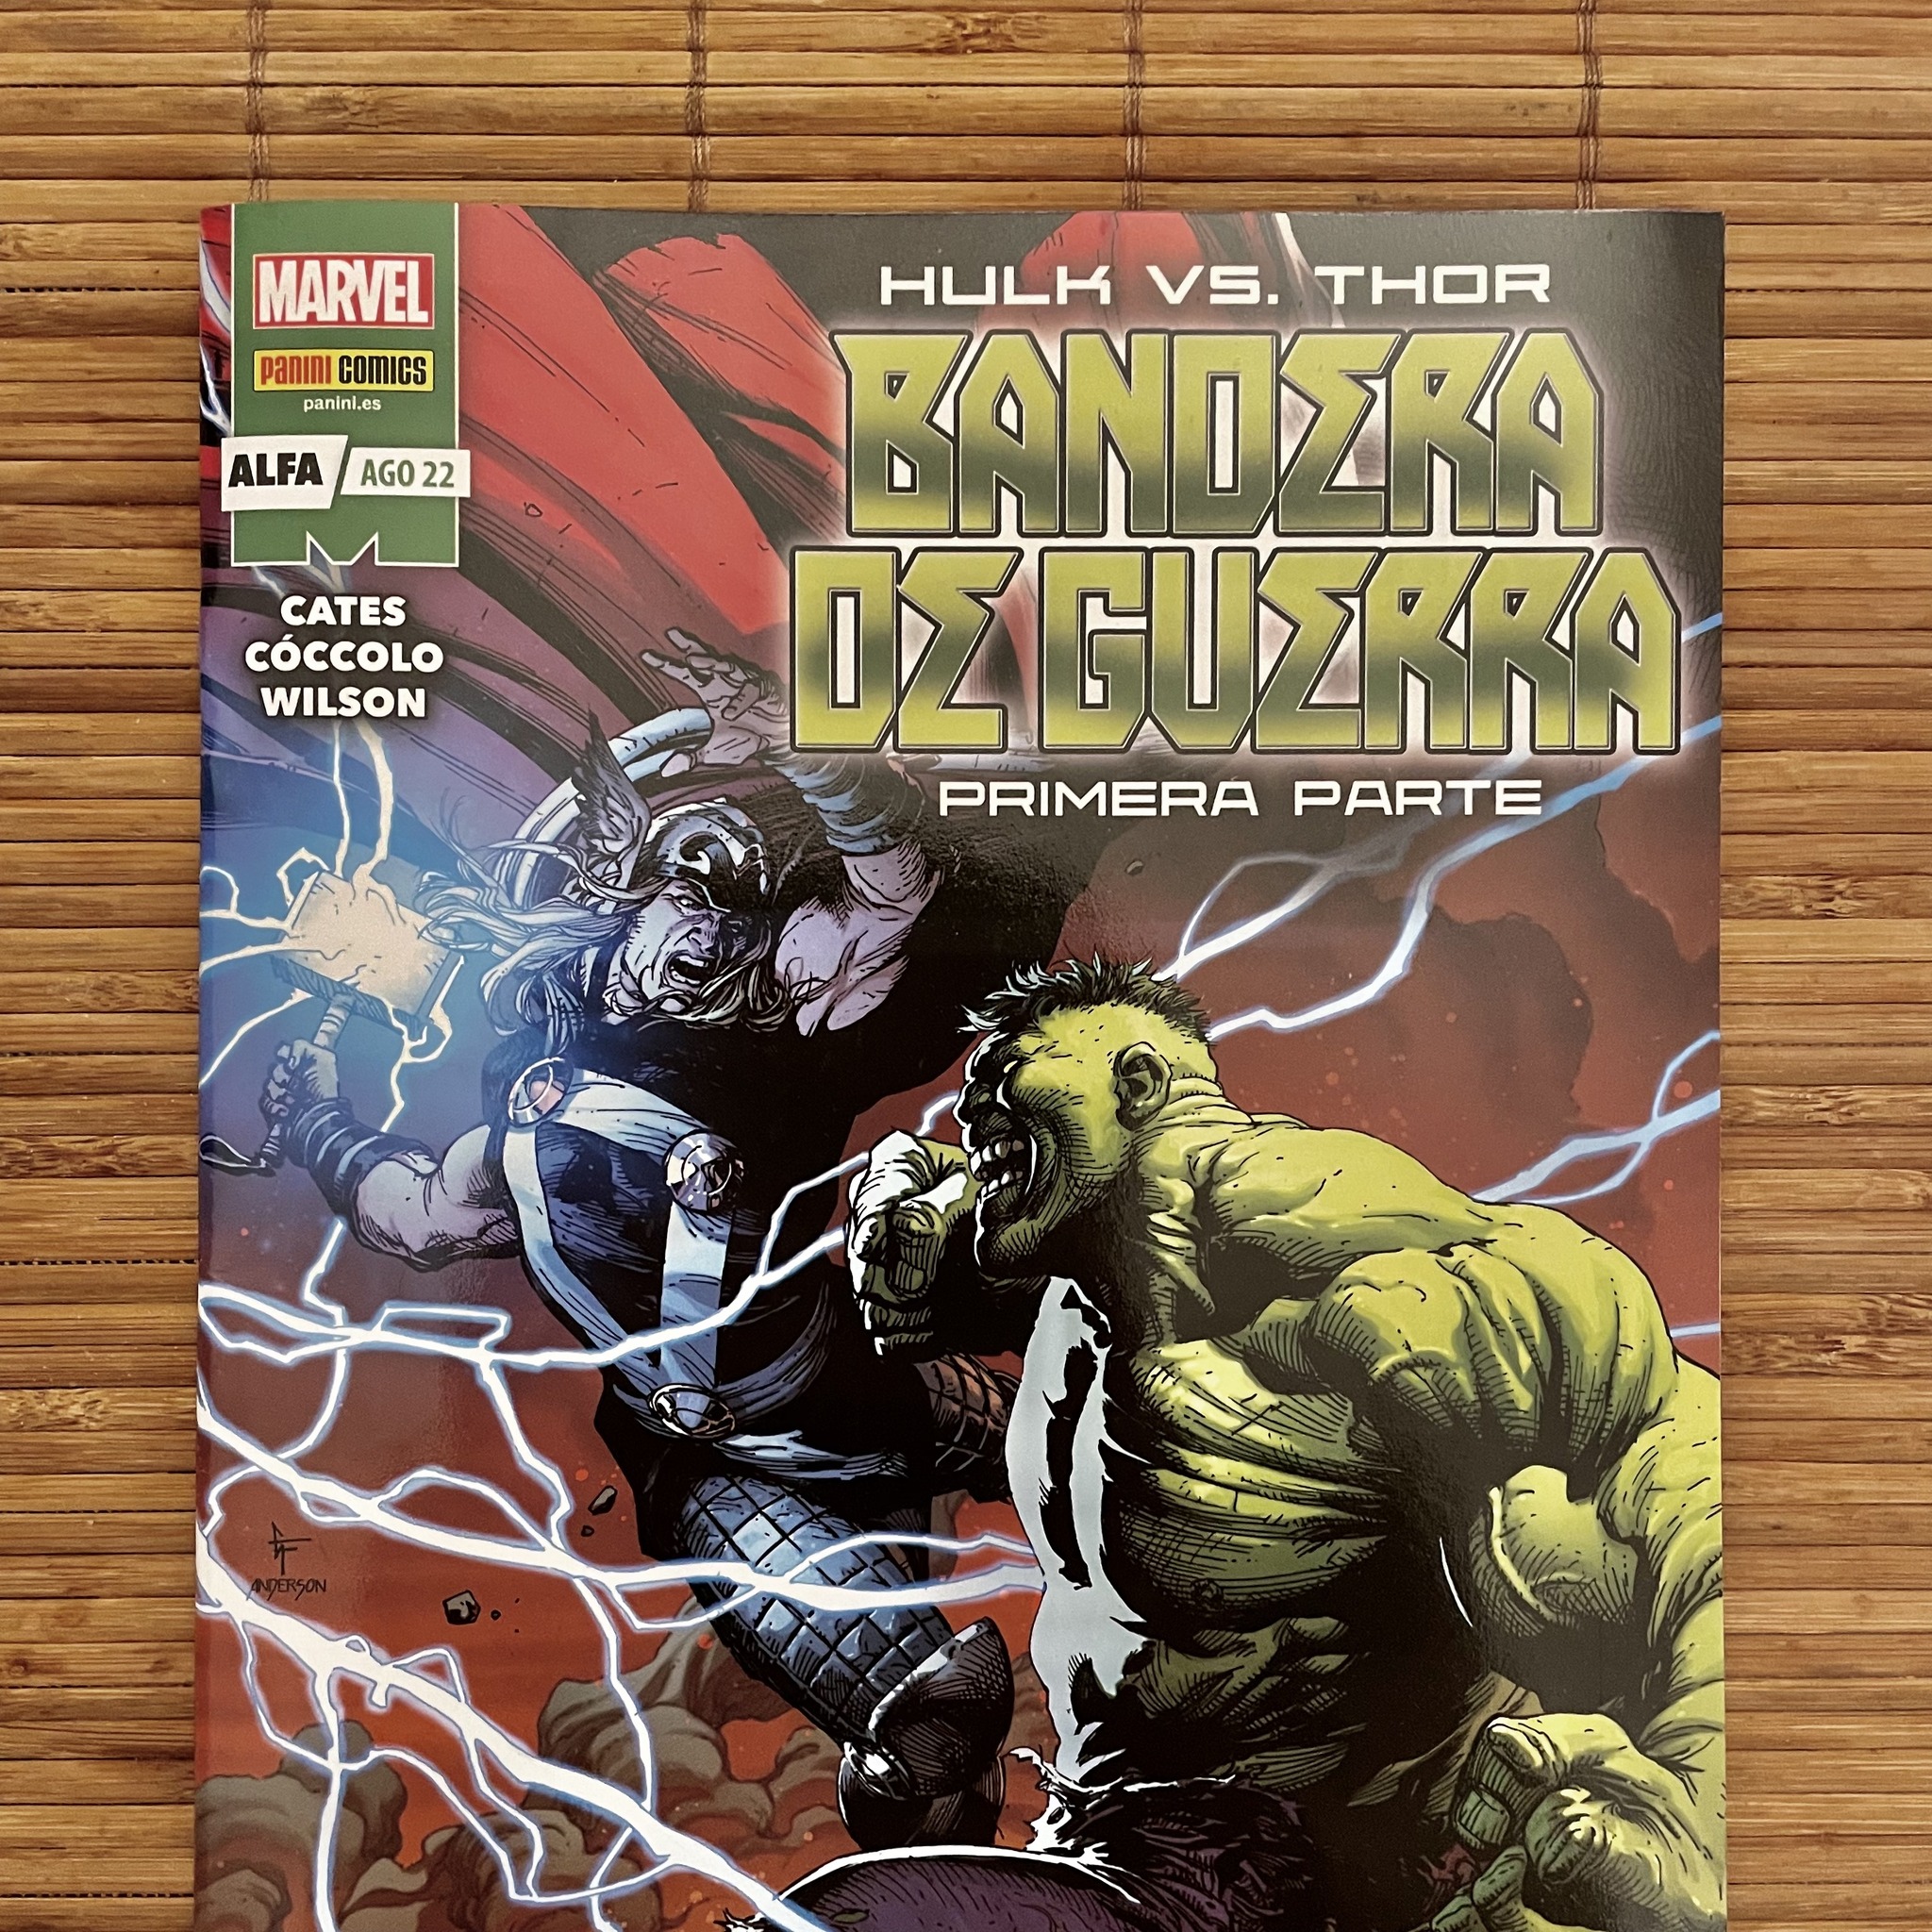 MARVEL
PANINI COMICS
panini.es
ALFA / AGO 22
CATES
CÓCCOLO
WILSON
HULK VS. THOR
BANDERA
DE GUERRA
PRIMERA PARTE
ANDERSON